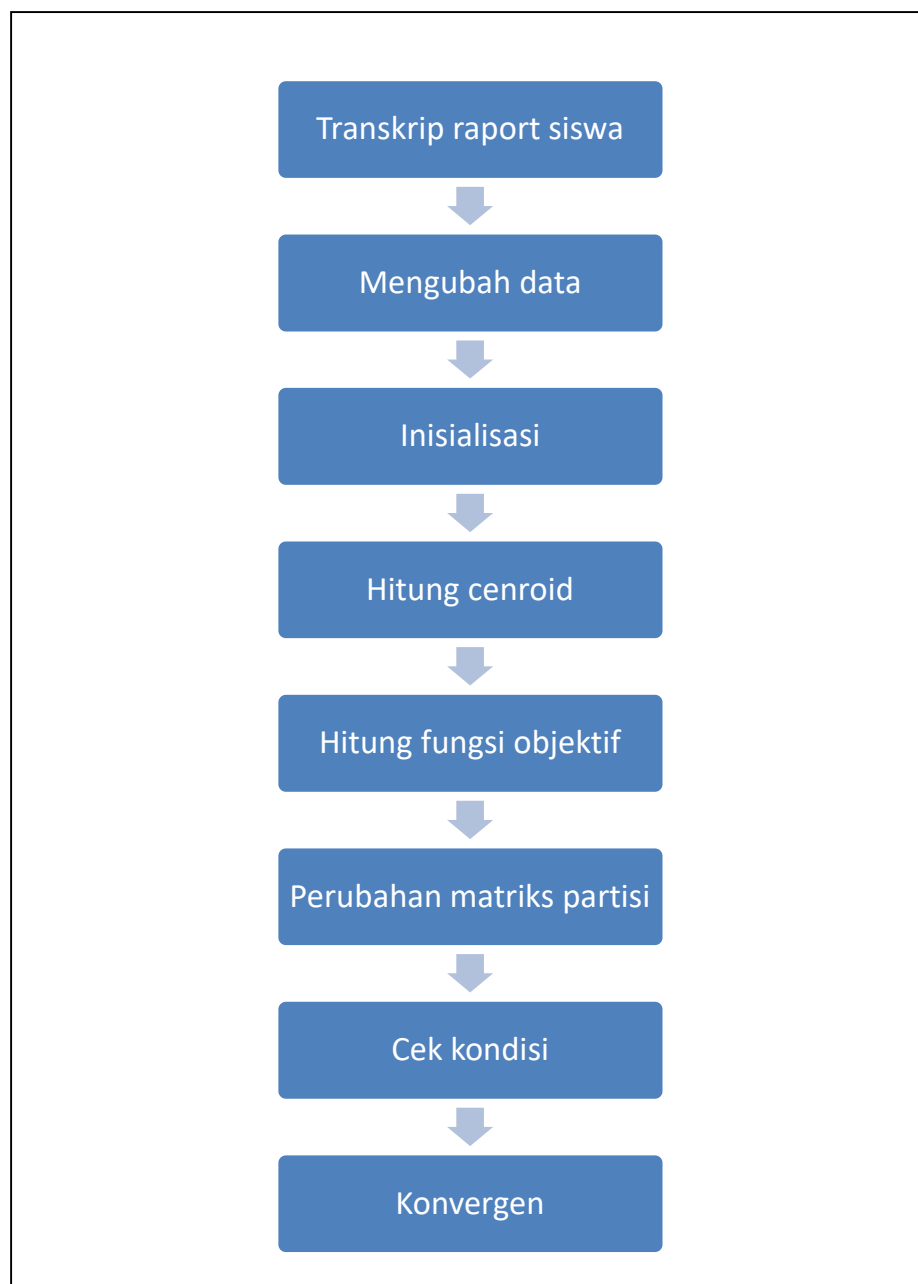 Transkrip raport siswa
Mengubah data
Inisialisasi
Hitung cenroid
Hitung fungsi objektif
Perubahan matriks partisi
Cek kondisi
Konvergen